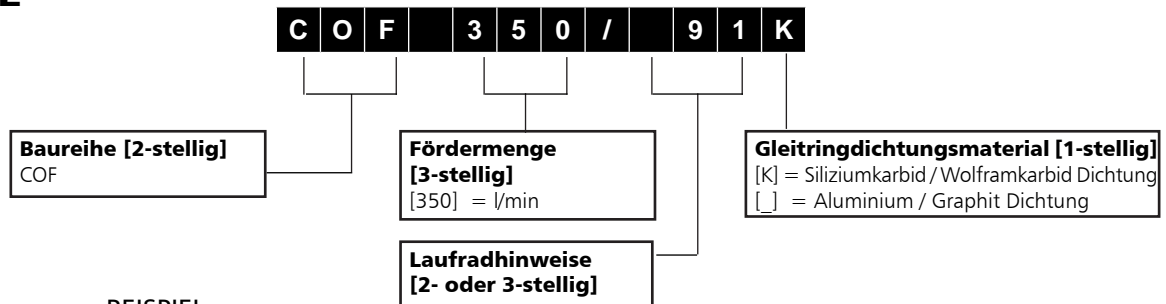 C O F 3 5 0 / 9 1 K
Baureihe [2-stellig]
COF
Fördermenge
[3-stellig]
[350] = l/min
Gleitringdichtungsmaterial [1-stellig]
[K] = Siliziumkarbid / Wolframkarbid Dichtung
[_] = Aluminium / Graphit Dichtung
Laufradhinweise
[2- oder 3-stellig]